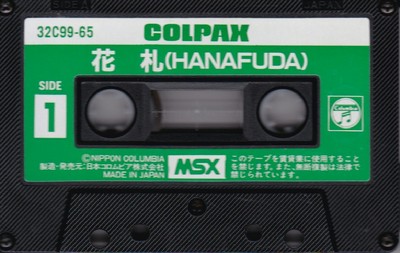 32C99-65
COLPAX
花 札(HANAFUDA)
SIDE
1
Columbia
ⓒNIPPON COLUMBIA
製造・発売元:日本コロムビア株式会社
MADE IN JAPAN
MSX
このテープを賃貸業に使用すること
を禁じます。また、無断複製は法律で
禁じられています。